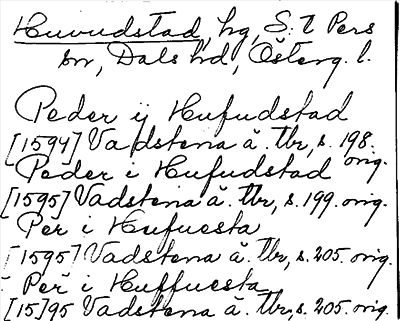 Huvudstad, hg, S:t Pers
sn, Dals hd, Österg. l.
Peder ij Hufudstad
[1594] Vadstena ä. Tbr, s. 198.
orig.
Peder i Hufudstad
[1595] Vadstena ä. Tbr, s. 199. orig.
Per i Hufuesta
[1595] Vadstena ä. Tbr, s. 205. orig.
Per i Huffuesta
[15]95 Vadstena ä. Tbr, s. 205. orig.